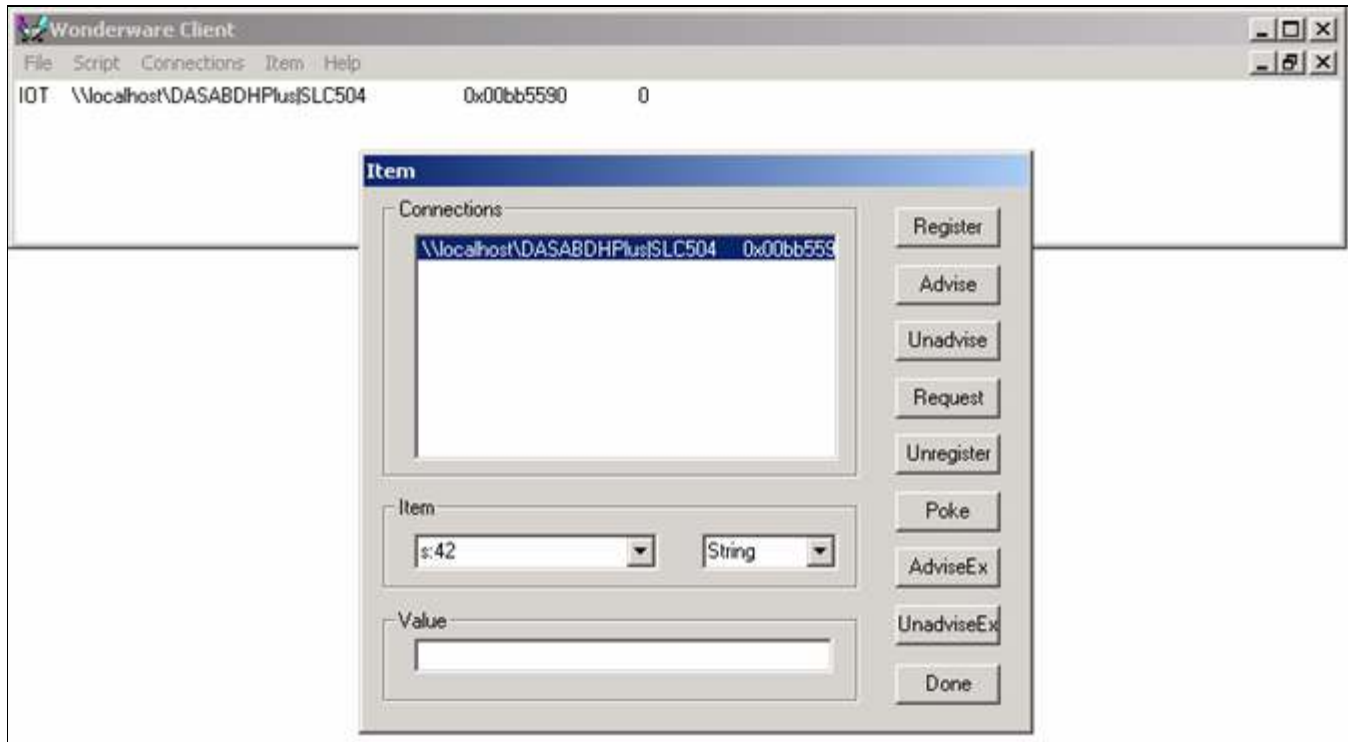 Wonderware Client
File Script Connections Item Help
IOT \\localhost\DASABDHPlus|SLC504 0x00bb5590 0
Item
Connections
\\localhost\DASABDHPlus|SLC504 0x00bb559
Register
Advise
Unadvise
Request
Unregister
Item
s:42 String
Poke
AdviseEx
Value
UnadviseEx
Done